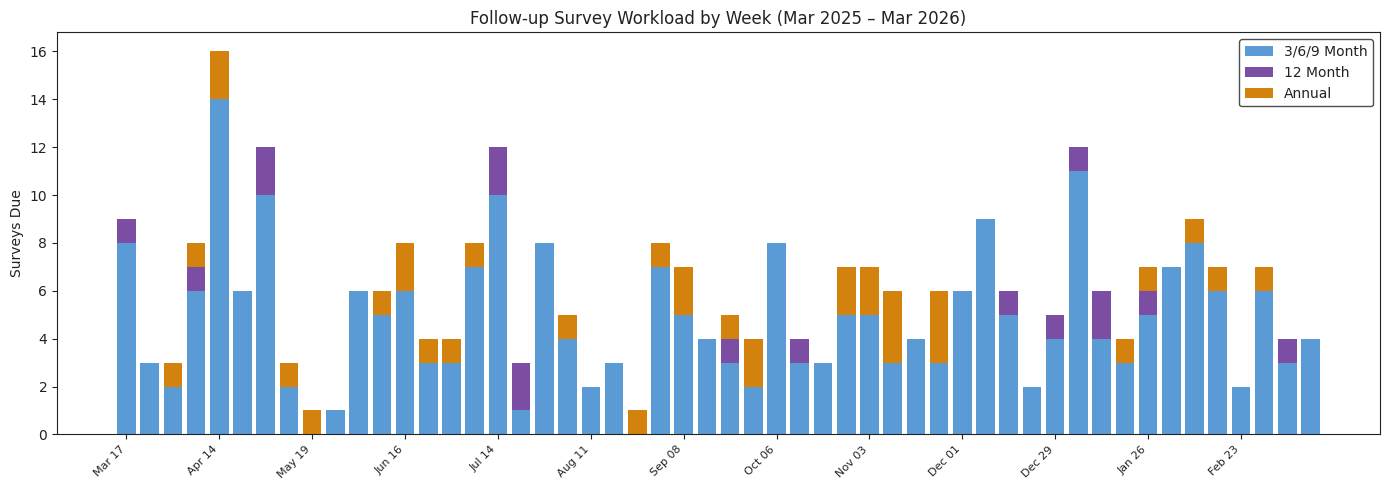 Follow-up Survey Workload by Week (Mar 2025 – Mar 2026)
3/6/9 Month
12 Month
Annual
Surveys Due
16
14
12
10
8
6
4
2
0
Mar 17
Apr 14
May 19
Jun 16
Jul 14
Aug 11
Sep 08
Oct 06
Nov 03
Dec 01
Dec 29
Jan 26
Feb 23